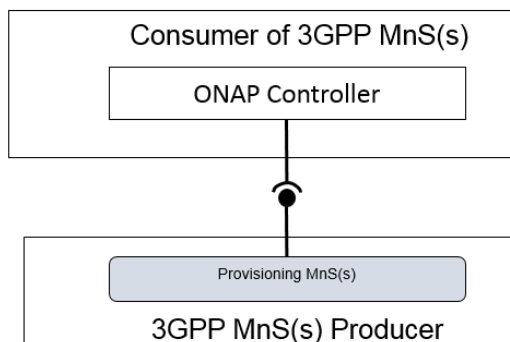 Consumer of 3GPP MnS(s)
ONAP Controller
Provisioning MnS(s)
3GPP MnS(s) Producer